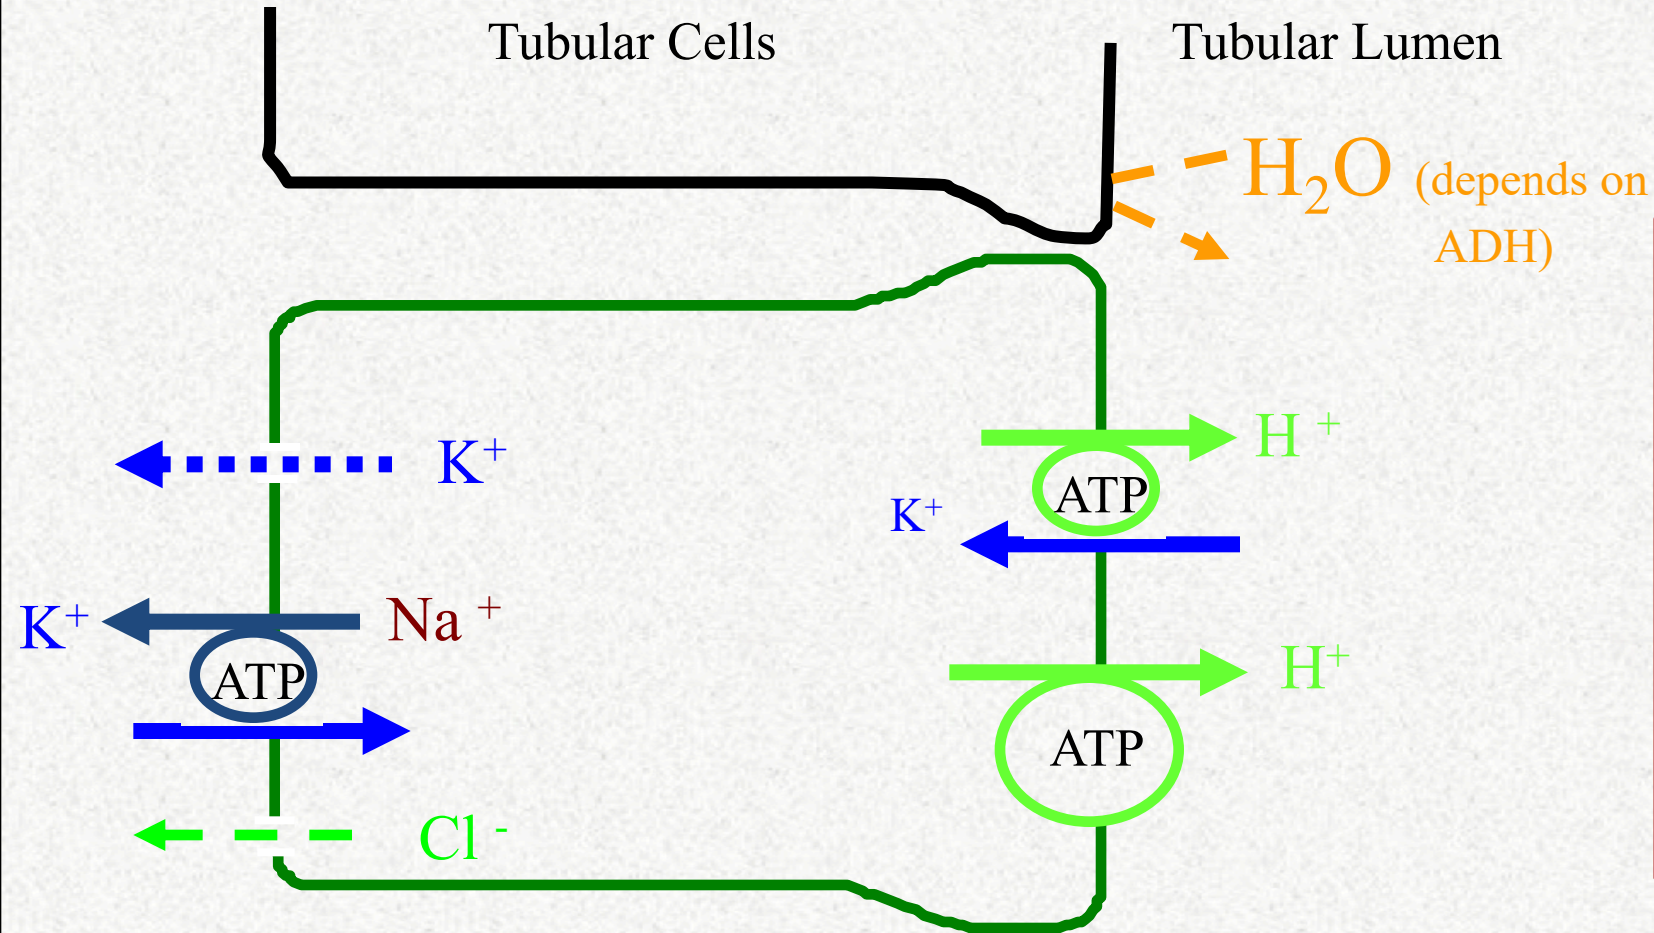 Tubular Cells
Tubular Lumen
H₂O (depends on
ADH)
H ⁺
K⁺
ATP
K⁺
K⁺
Na ⁺
ATP
H⁺
ATP
Cl ⁻